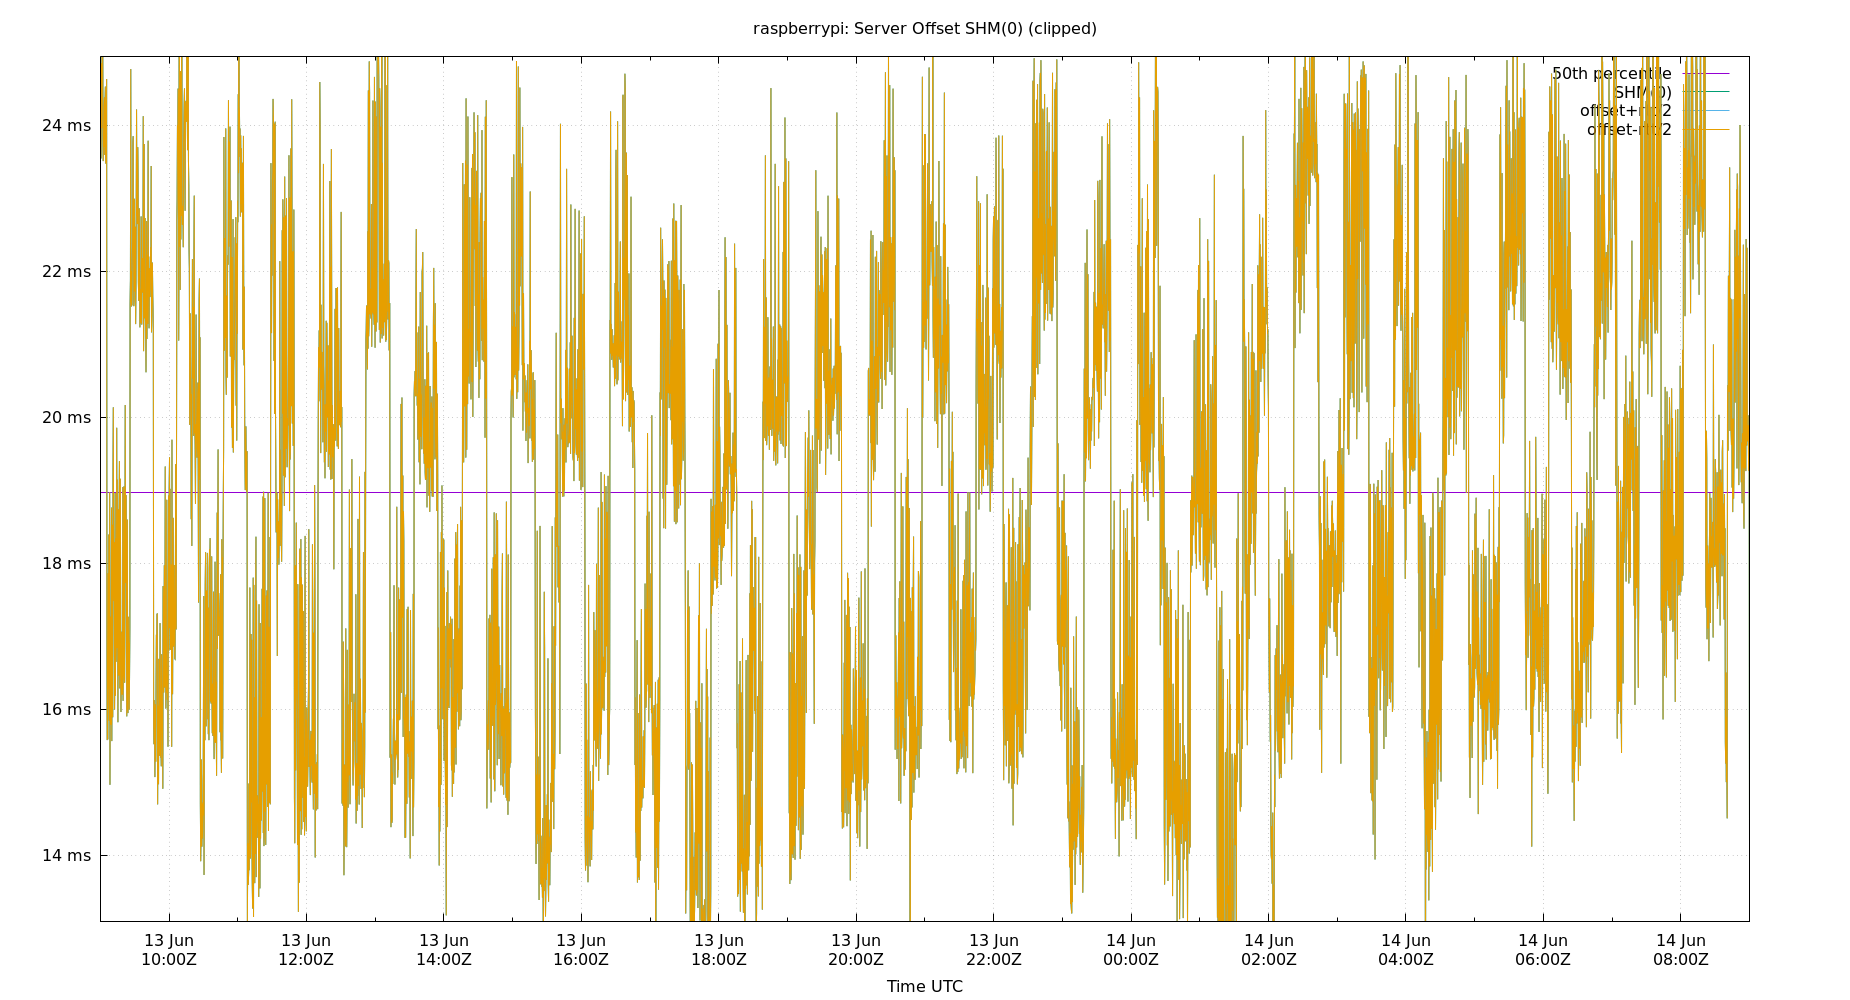 raspberrypi: Server Offset SHM(0) (clipped)
50th percentile
SHM(0)
offset+rtt/2
offset-rtt/2
24 ms
22 ms
20 ms
18 ms
16 ms
14 ms
13 Jun 13 Jun 13 Jun 13 Jun 13 Jun 13 Jun 13 Jun 14 Jun 14 Jun 14 Jun 14 Jun 14 Jun
10:00Z 12:00Z 14:00Z 16:00Z 18:00Z 20:00Z 22:00Z 00:00Z 02:00Z 04:00Z 06:00Z 08:00Z
Time UTC